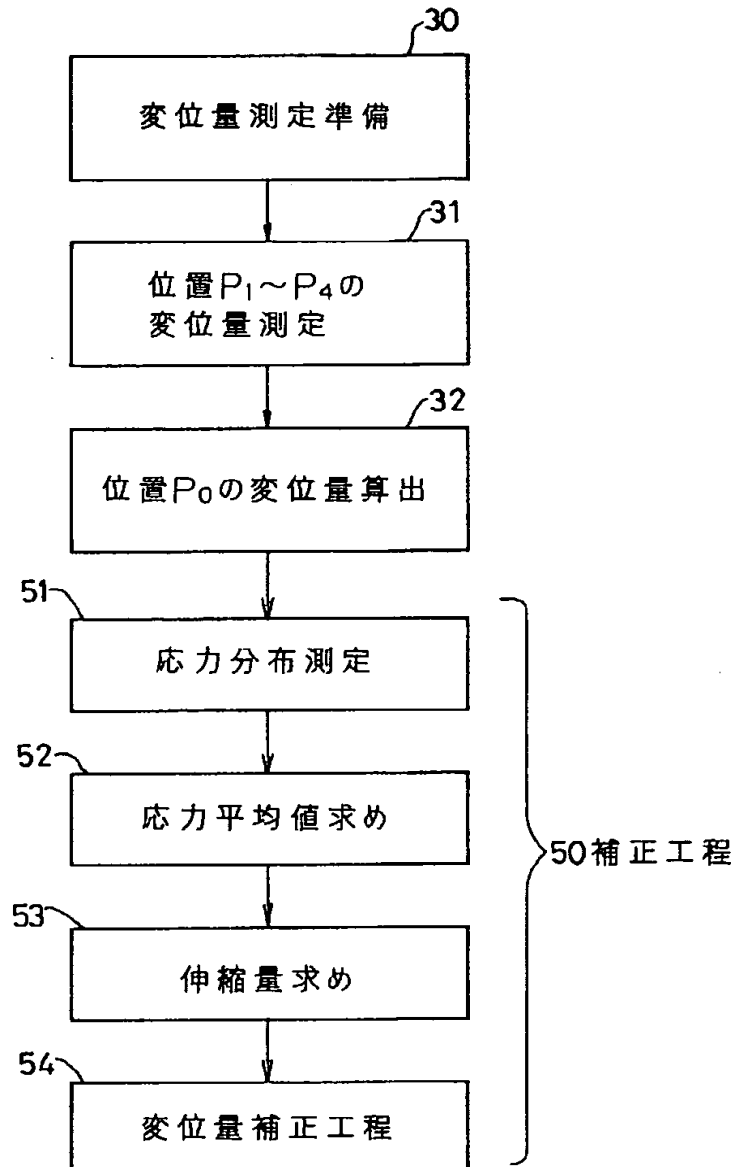 30
変位量測定準備
31
位置P₁～P₄の
変位量測定
32
位置P₀の変位量算出
51
応力分布測定
52
応力平均値求め
50補正工程
53
伸縮量求め
54
変位量補正工程